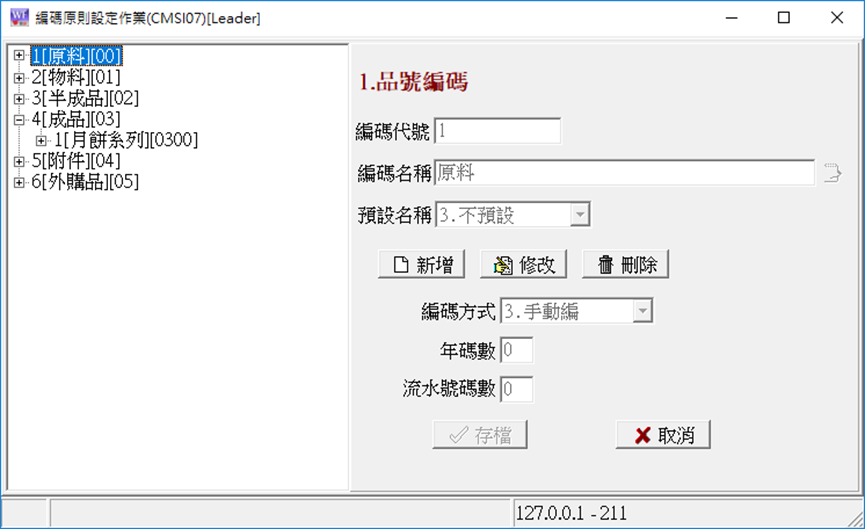 編碼原則設定作業(CMSI07)[Leader]
1[原料][00]
2[物料][01]
3[半成品][02]
4[成品][03]
1[月餅系列][0300]
5[附件][04]
6[外購品][05]
1.品號編碼
編碼代號 1
編碼名稱 原料
預設名稱 3.不預設
新增 修改 刪除
編碼方式 3.手動編
年碼數 0
流水號碼數 0
存檔 取消
127.0.0.1 - 211